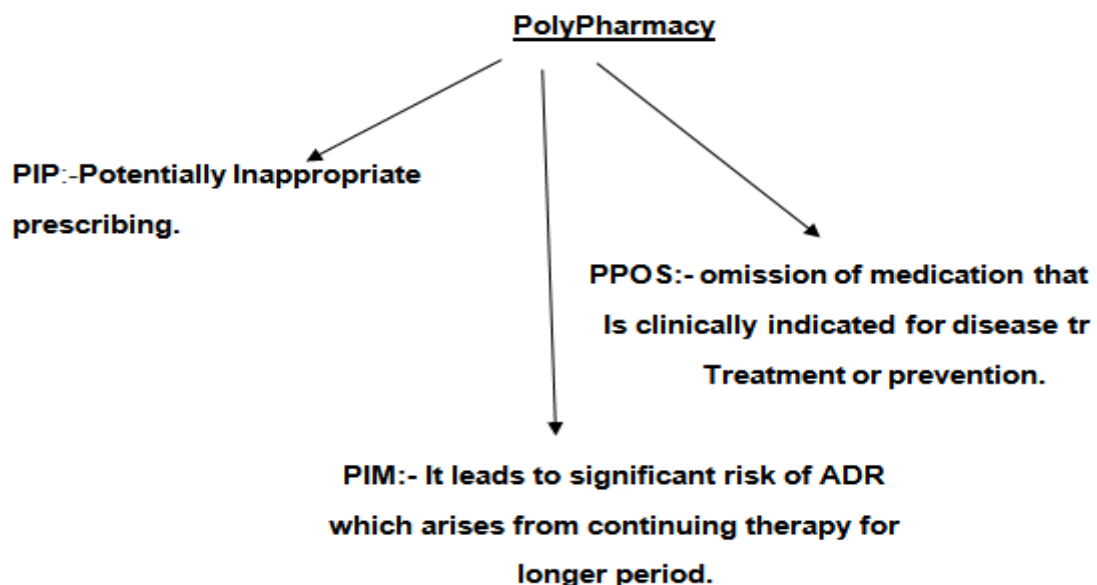 PolyPharmacy
PIP:-Potentially Inappropriate
prescribing.
PPOS:- omission of medication that
Is clinically indicated for disease tr
Treatment or prevention.
PIM:- It leads to significant risk of ADR
which arises from continuing therapy for
longer period.